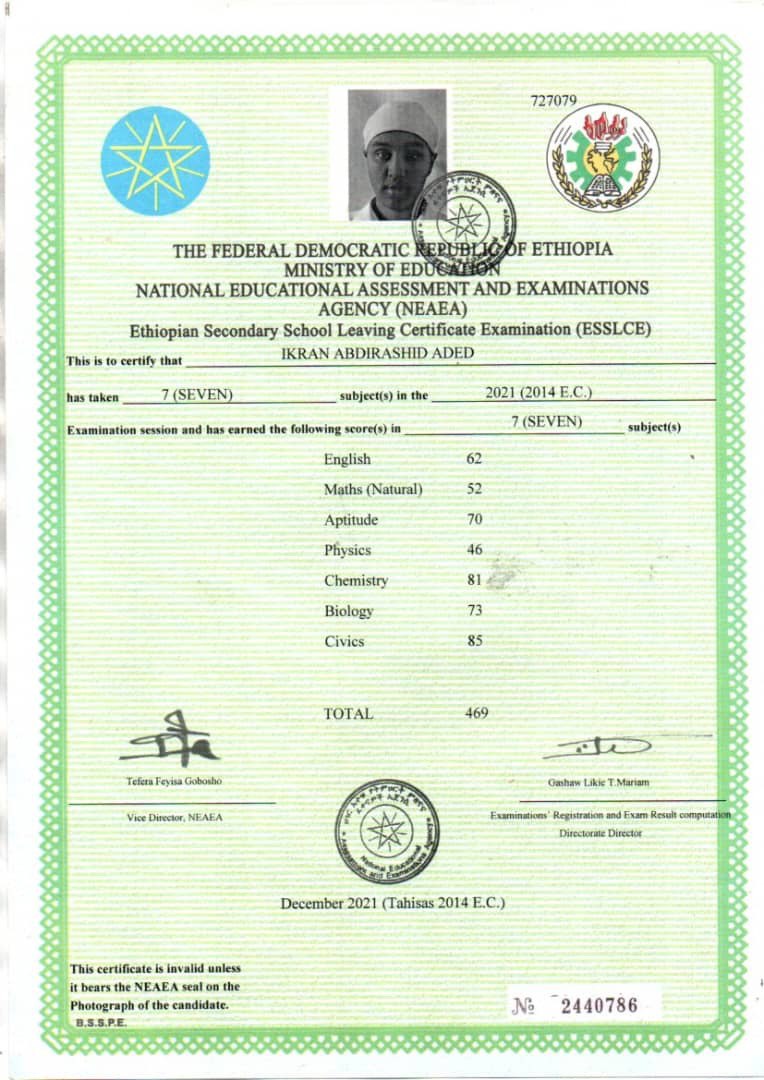 727079
THE FEDERAL DEMOCRATIC REPUBLIC OF ETHIOPIA
MINISTRY OF EDUCATION
NATIONAL EDUCATIONAL ASSESSMENT AND EXAMINATIONS
AGENCY (NEAEA)
Ethiopian Secondary School Leaving Certificate Examination (ESSLCE)
This is to certify that IKRAN ABDIRASHID ADED
has taken 7 (SEVEN) subject(s) in the 2021 (2014 E.C.)
Examination session and has earned the following score(s) in 7 (SEVEN) subject(s)
English 62
Maths (Natural) 52
Aptitude 70
Physics 46
Chemistry 81
Biology 73
Civics 85
TOTAL 469
Tefera Feyisa Gobosho
Vice Director, NEAEA
Gashaw Likie T.Mariam
Examinations' Registration and Exam Result computation
Directorate Director
National Educational
Assessment and Examinations Agency
December 2021 (Tahisas 2014 E.C.)
This certificate is invalid unless
it bears the NEAEA seal on the
Photograph of the candidate.
B.S.S.P.E.
№ 2440786